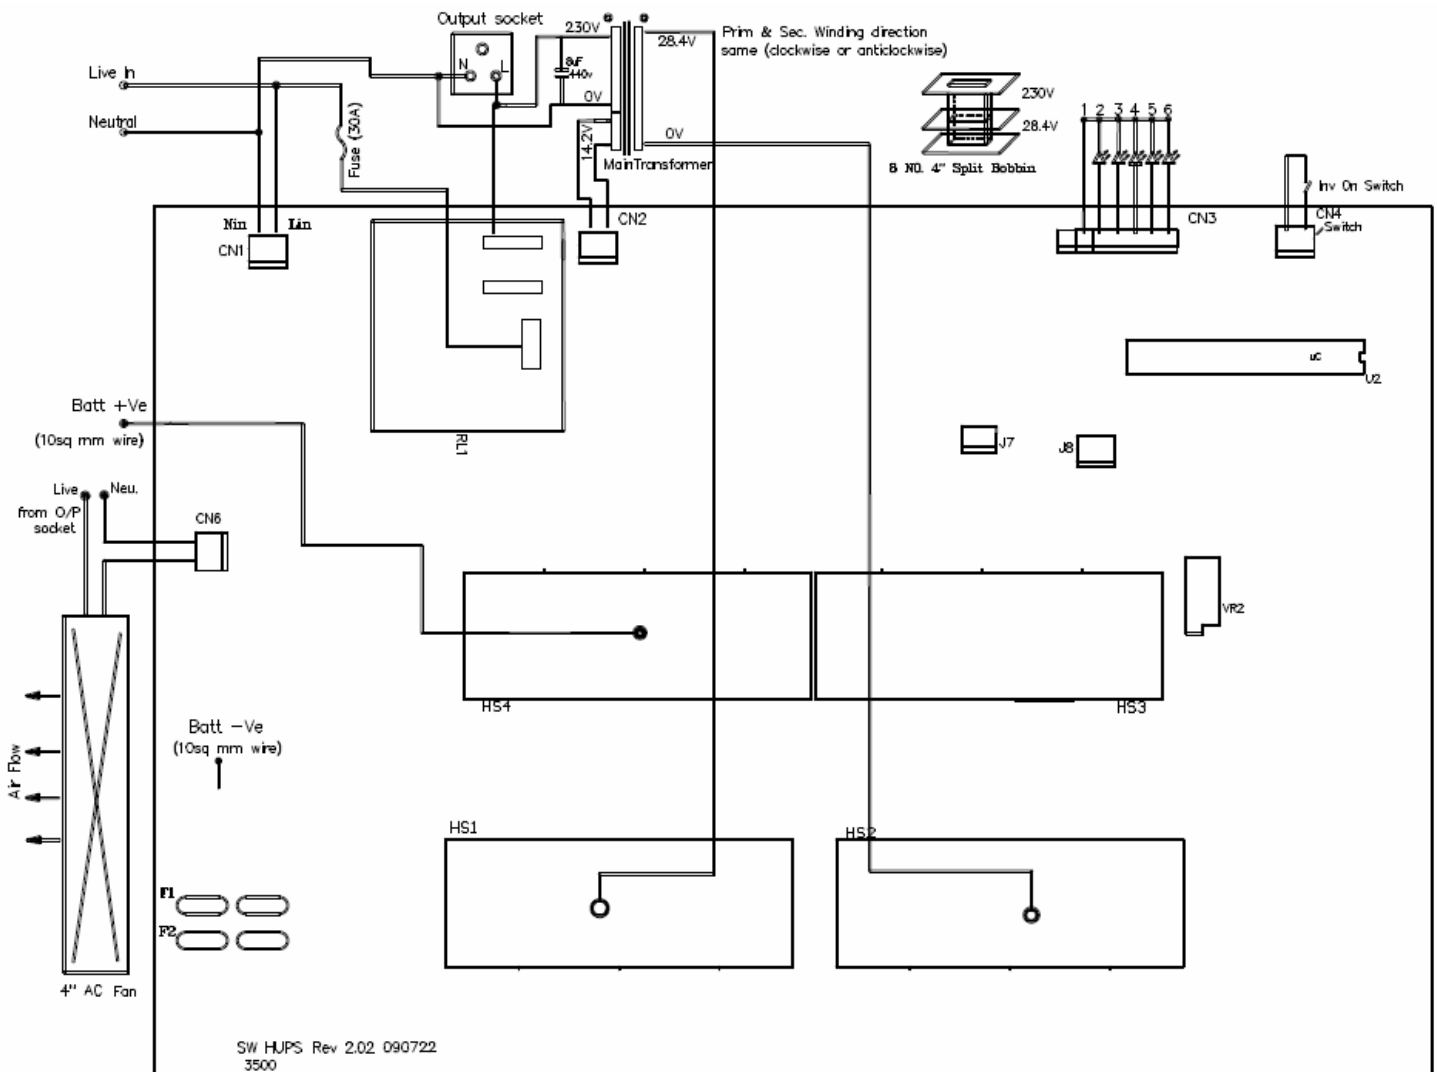 Output socket
230V
28.4V
Prim & Sec. Winding direction
same (clockwise or anticlockwise)
N
L
8uF
440v
Live In
0V
Neutral
Fuse (30A)
14.2V
0V
MainTransformer
230V
28.4V
8 NO. 4" Split Bobbin
1 2 3 4 5 6
Inv On Switch
Nin
Lin
CN1
CN2
CN3
CN4
Switch
uC
U2
Batt +Ve
(10sq mm wire)
RL1
J7
J8
Live
Neu.
from O/P
socket
CN6
VR2
HS4
HS3
Batt -Ve
(10sq mm wire)
Air Flow
HS1
HS2
F1
F2
4" AC Fan
SW HUPS Rev 2.02 090722
3500